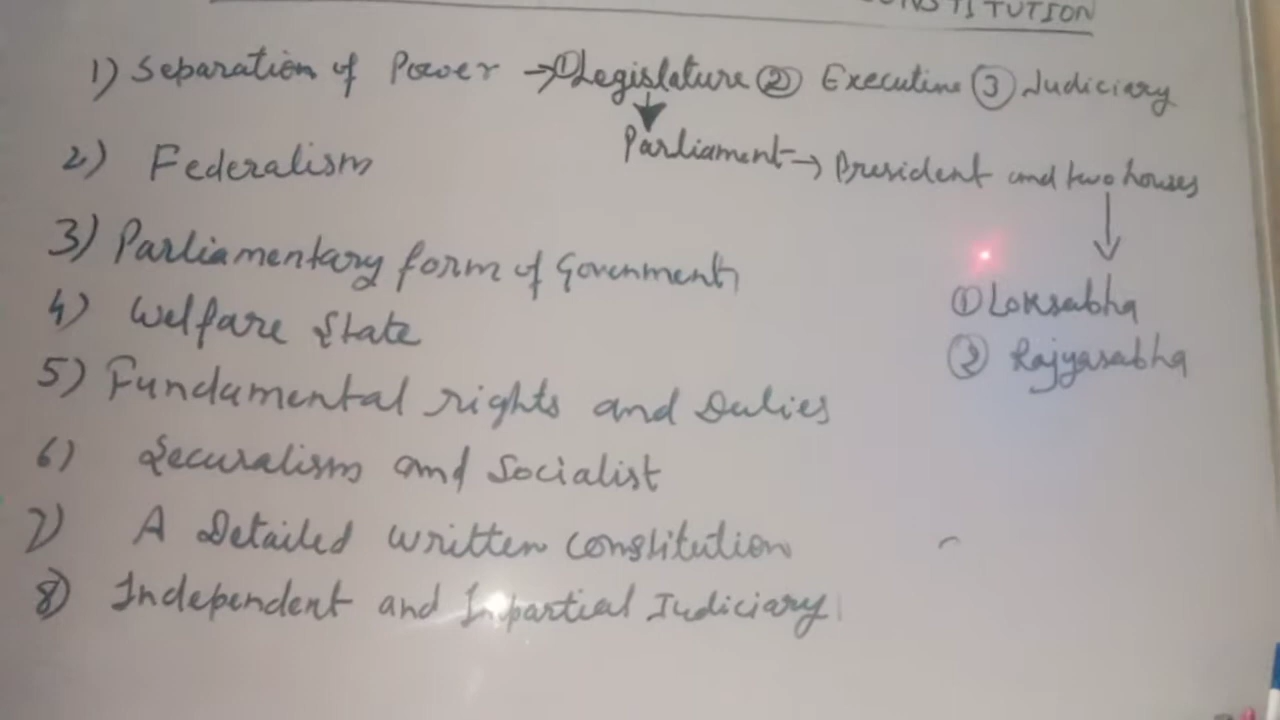 CONSTITUTION
1) Separation of Power → ① Legislature ② Executive ③ Judiciary
Parliament → President and two houses
2) Federalism
3) Parliamentary form of Government
① Loksabha
4) Welfare State
② Rajyasabha
5) Fundamental rights and Duties
6) Securalism and Socialist
7) A Detailed written constitution
8) Independent and Impartial Judiciary